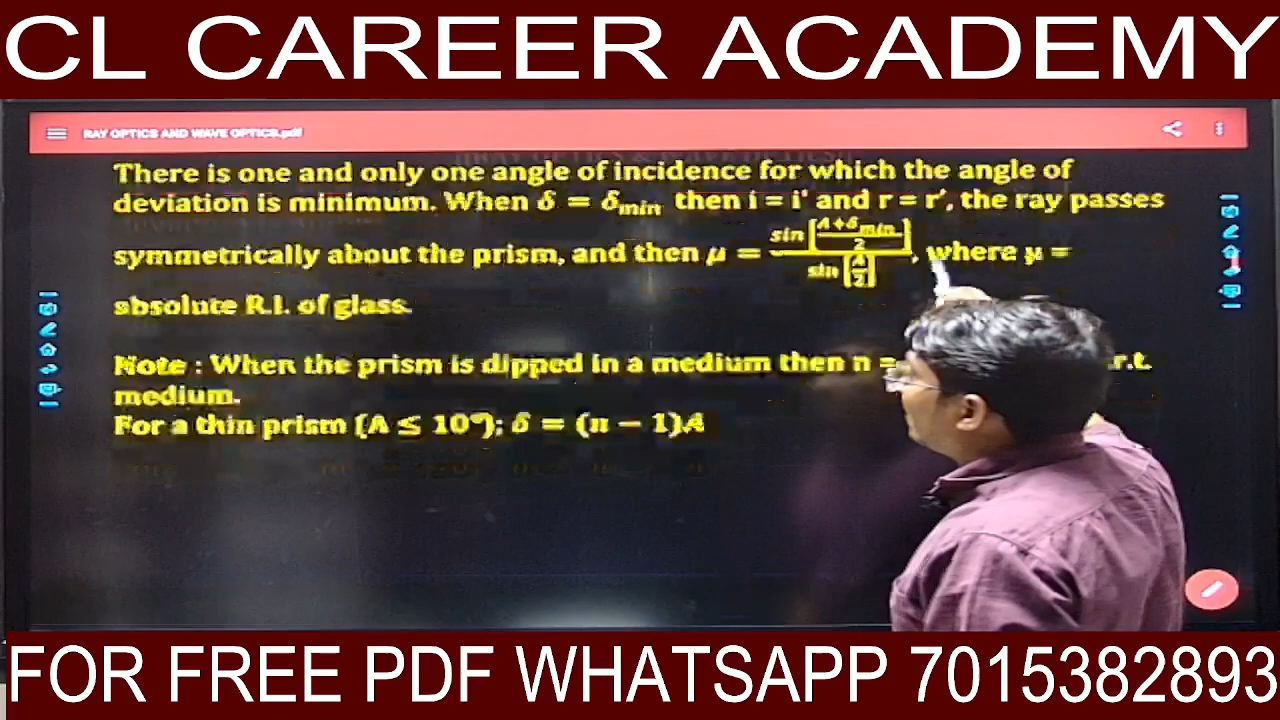 CL CAREER ACADEMY
RAY OPTICS AND WAVE OPTICS.pdf
There is one and only one angle of incidence for which the angle of
deviation is minimum. When δ = δmin then i = i' and r = r', the ray passes
symmetrically about the prism, and then μ = sin[(A+δmin)/2] / sin[A/2], where μ =
absolute R.I. of glass.
Note : When the prism is dipped in a medium then n = r.t.
medium.
For a thin prism (A ≤ 10°); δ = (n − 1)A
FOR FREE PDF WHATSAPP 7015382893